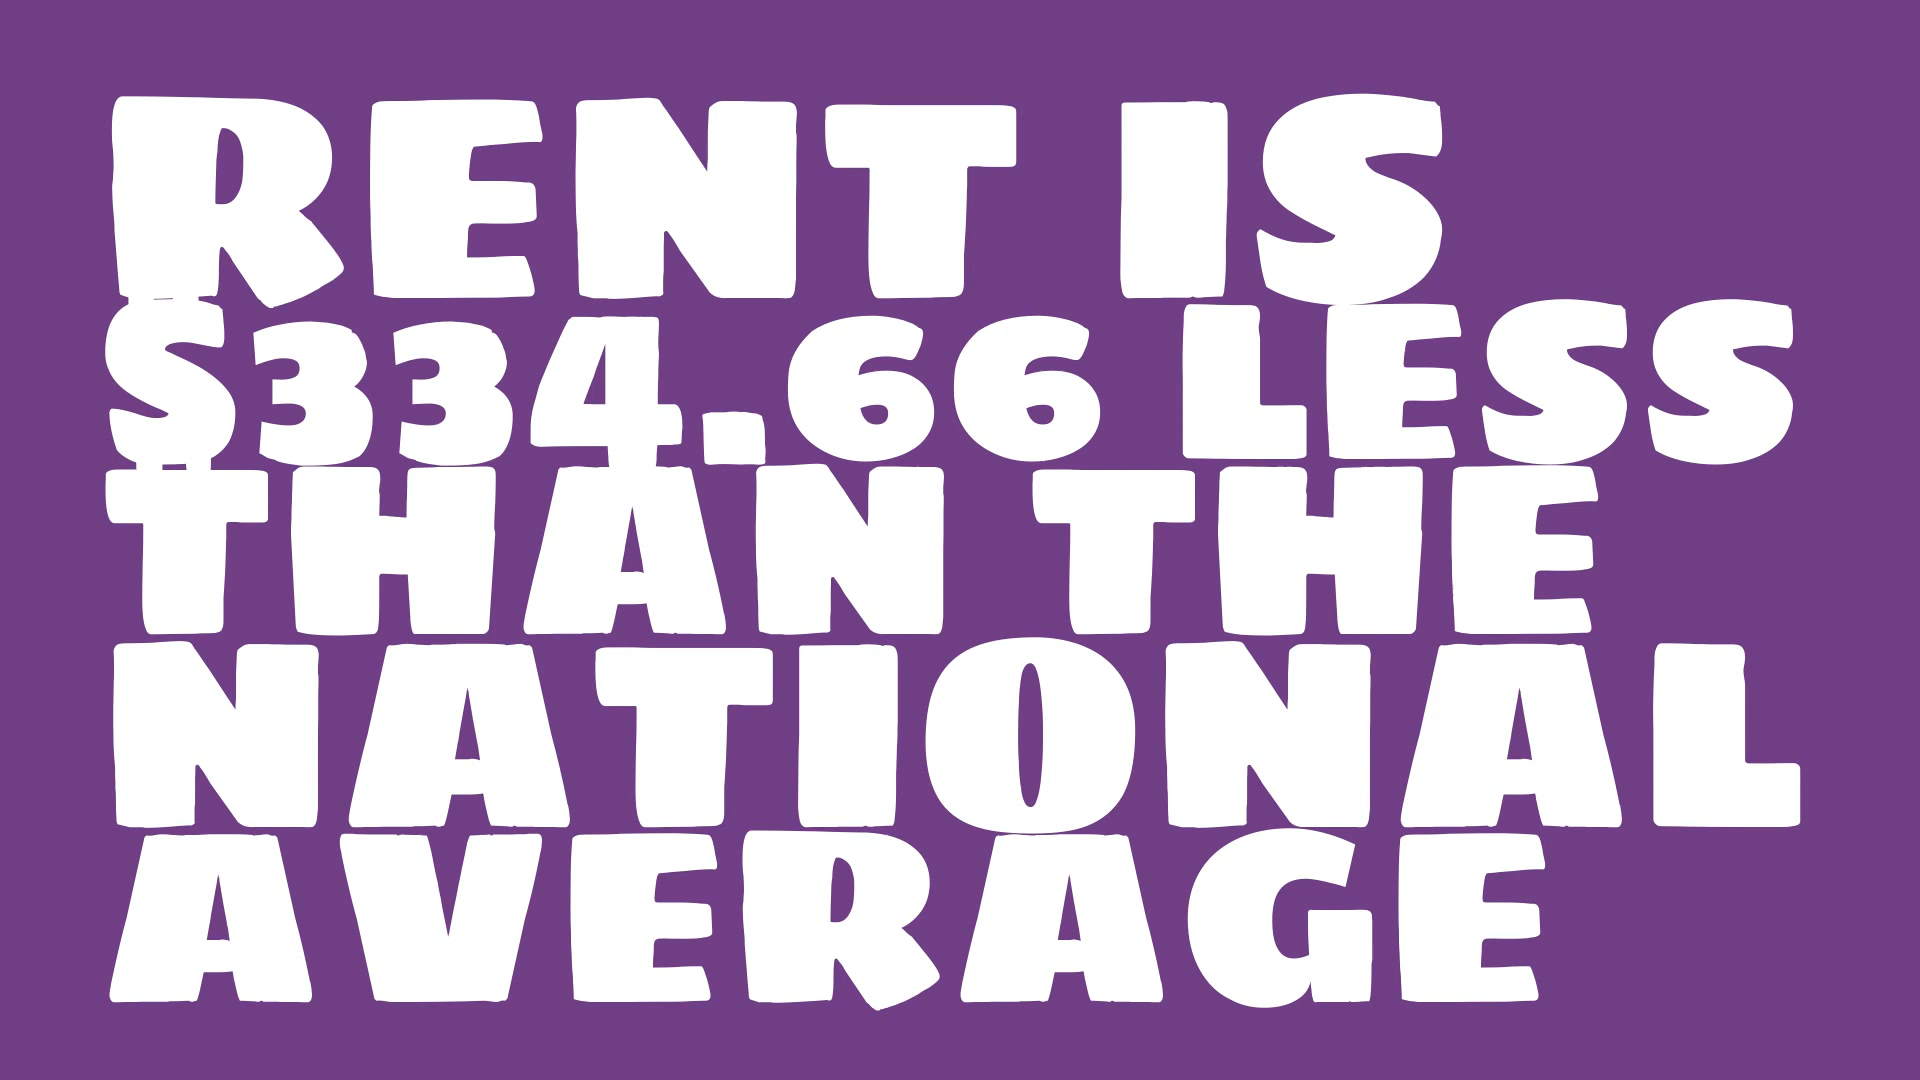 RENT IS
$334.66 LESS
THAN THE
NATIONAL
AVERAGE